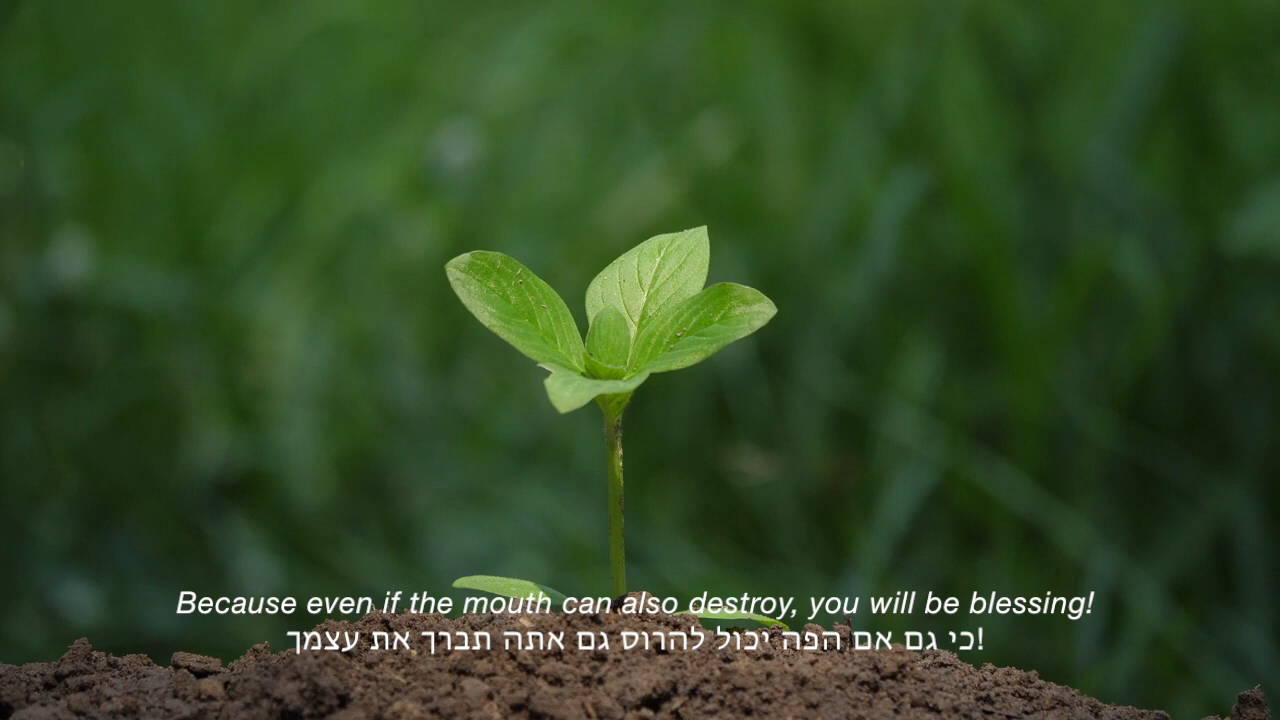 Because even if the mouth can also destroy, you will be blessing!
כי גם אם הפה יכול להרוס גם אתה תברך את עצמך!